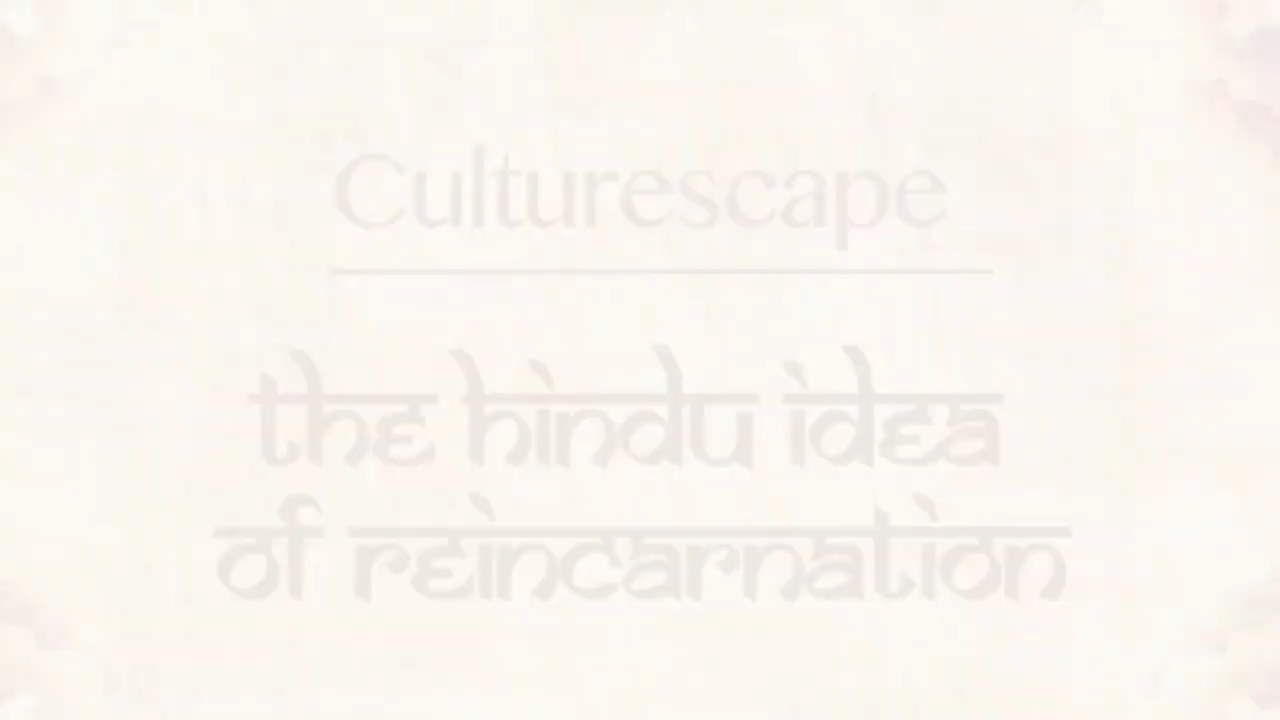 Culturescape
the hindu idea
of reincarnation